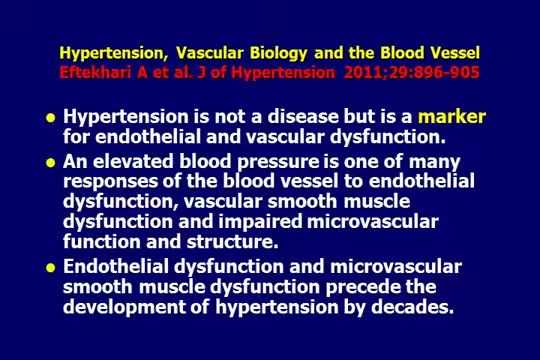 Hypertension, Vascular Biology and the Blood Vessel
Eftekhari A et al. J of Hypertension 2011;29:896-905
● Hypertension is not a disease but is a marker
for endothelial and vascular dysfunction.
● An elevated blood pressure is one of many
responses of the blood vessel to endothelial
dysfunction, vascular smooth muscle
dysfunction and impaired microvascular
function and structure.
● Endothelial dysfunction and microvascular
smooth muscle dysfunction precede the
development of hypertension by decades.